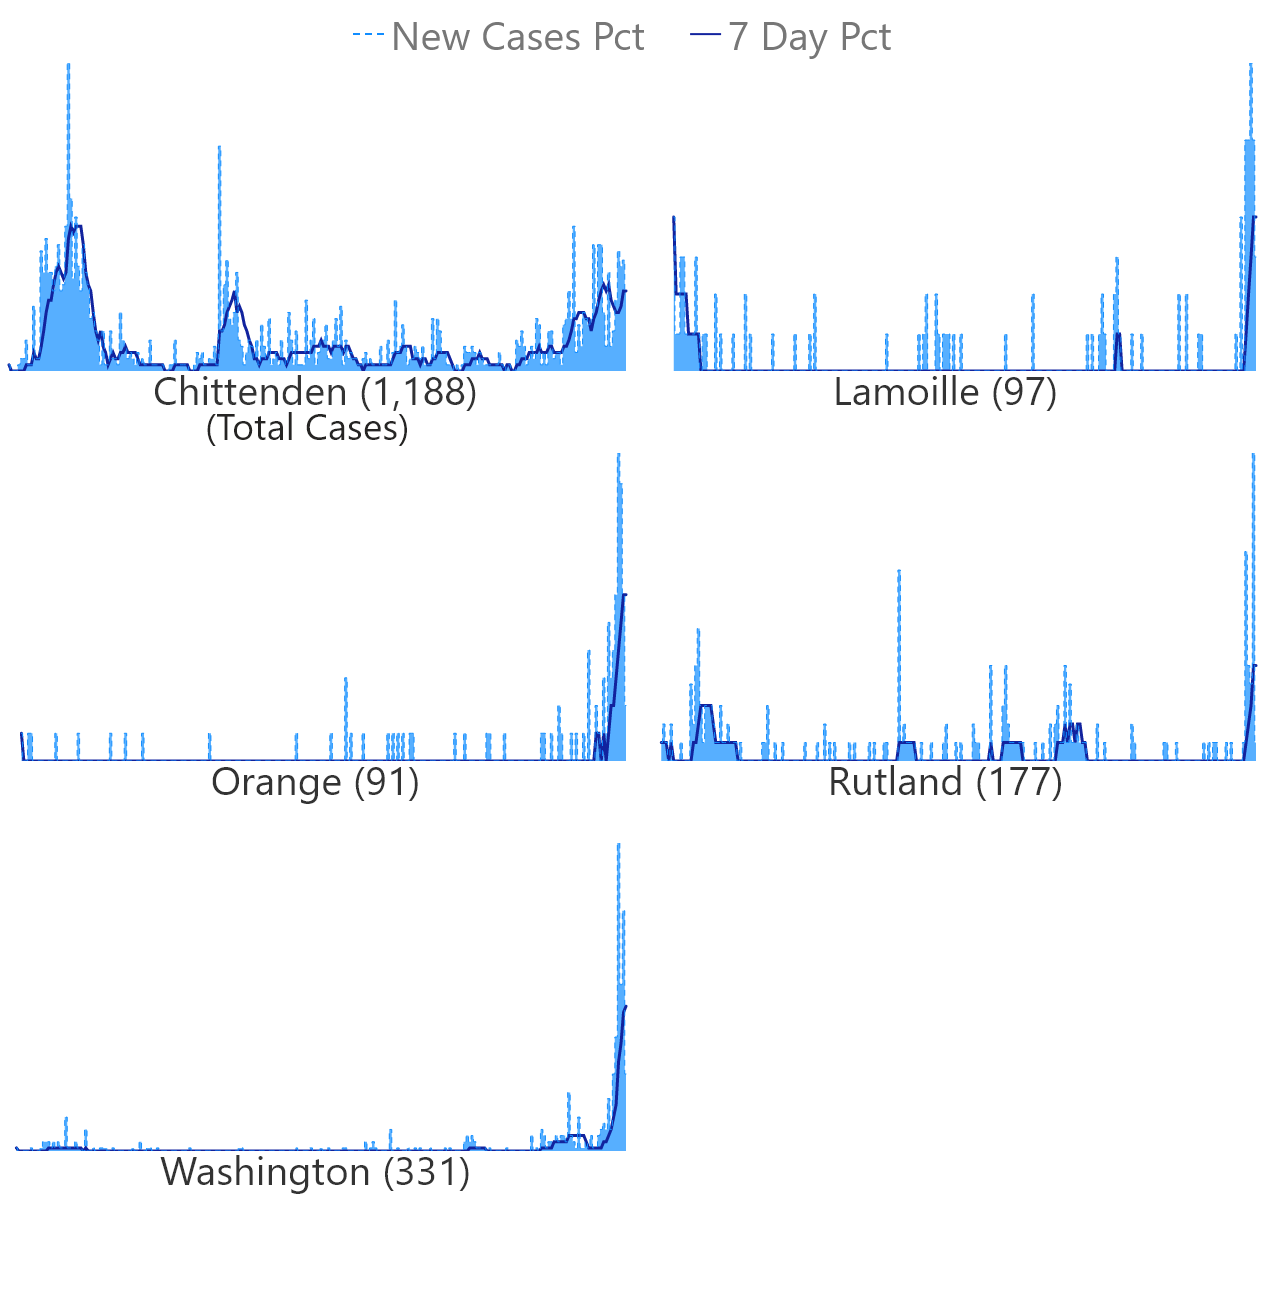 New Cases Pct 7 Day Pct
Chittenden (1,188)
(Total Cases)
Lamoille (97)
Orange (91)
Rutland (177)
Washington (331)